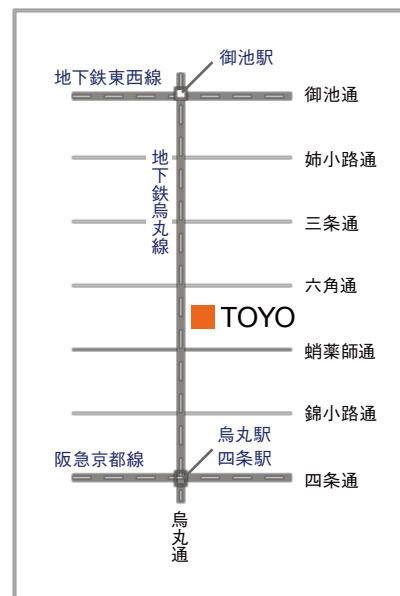 御池駅
地下鉄東西線
御池通
姉小路通
地下鉄烏丸線
三条通
六角通
TOYO
蛸薬師通
錦小路通
烏丸駅
四条駅
阪急京都線
四条通
烏丸通